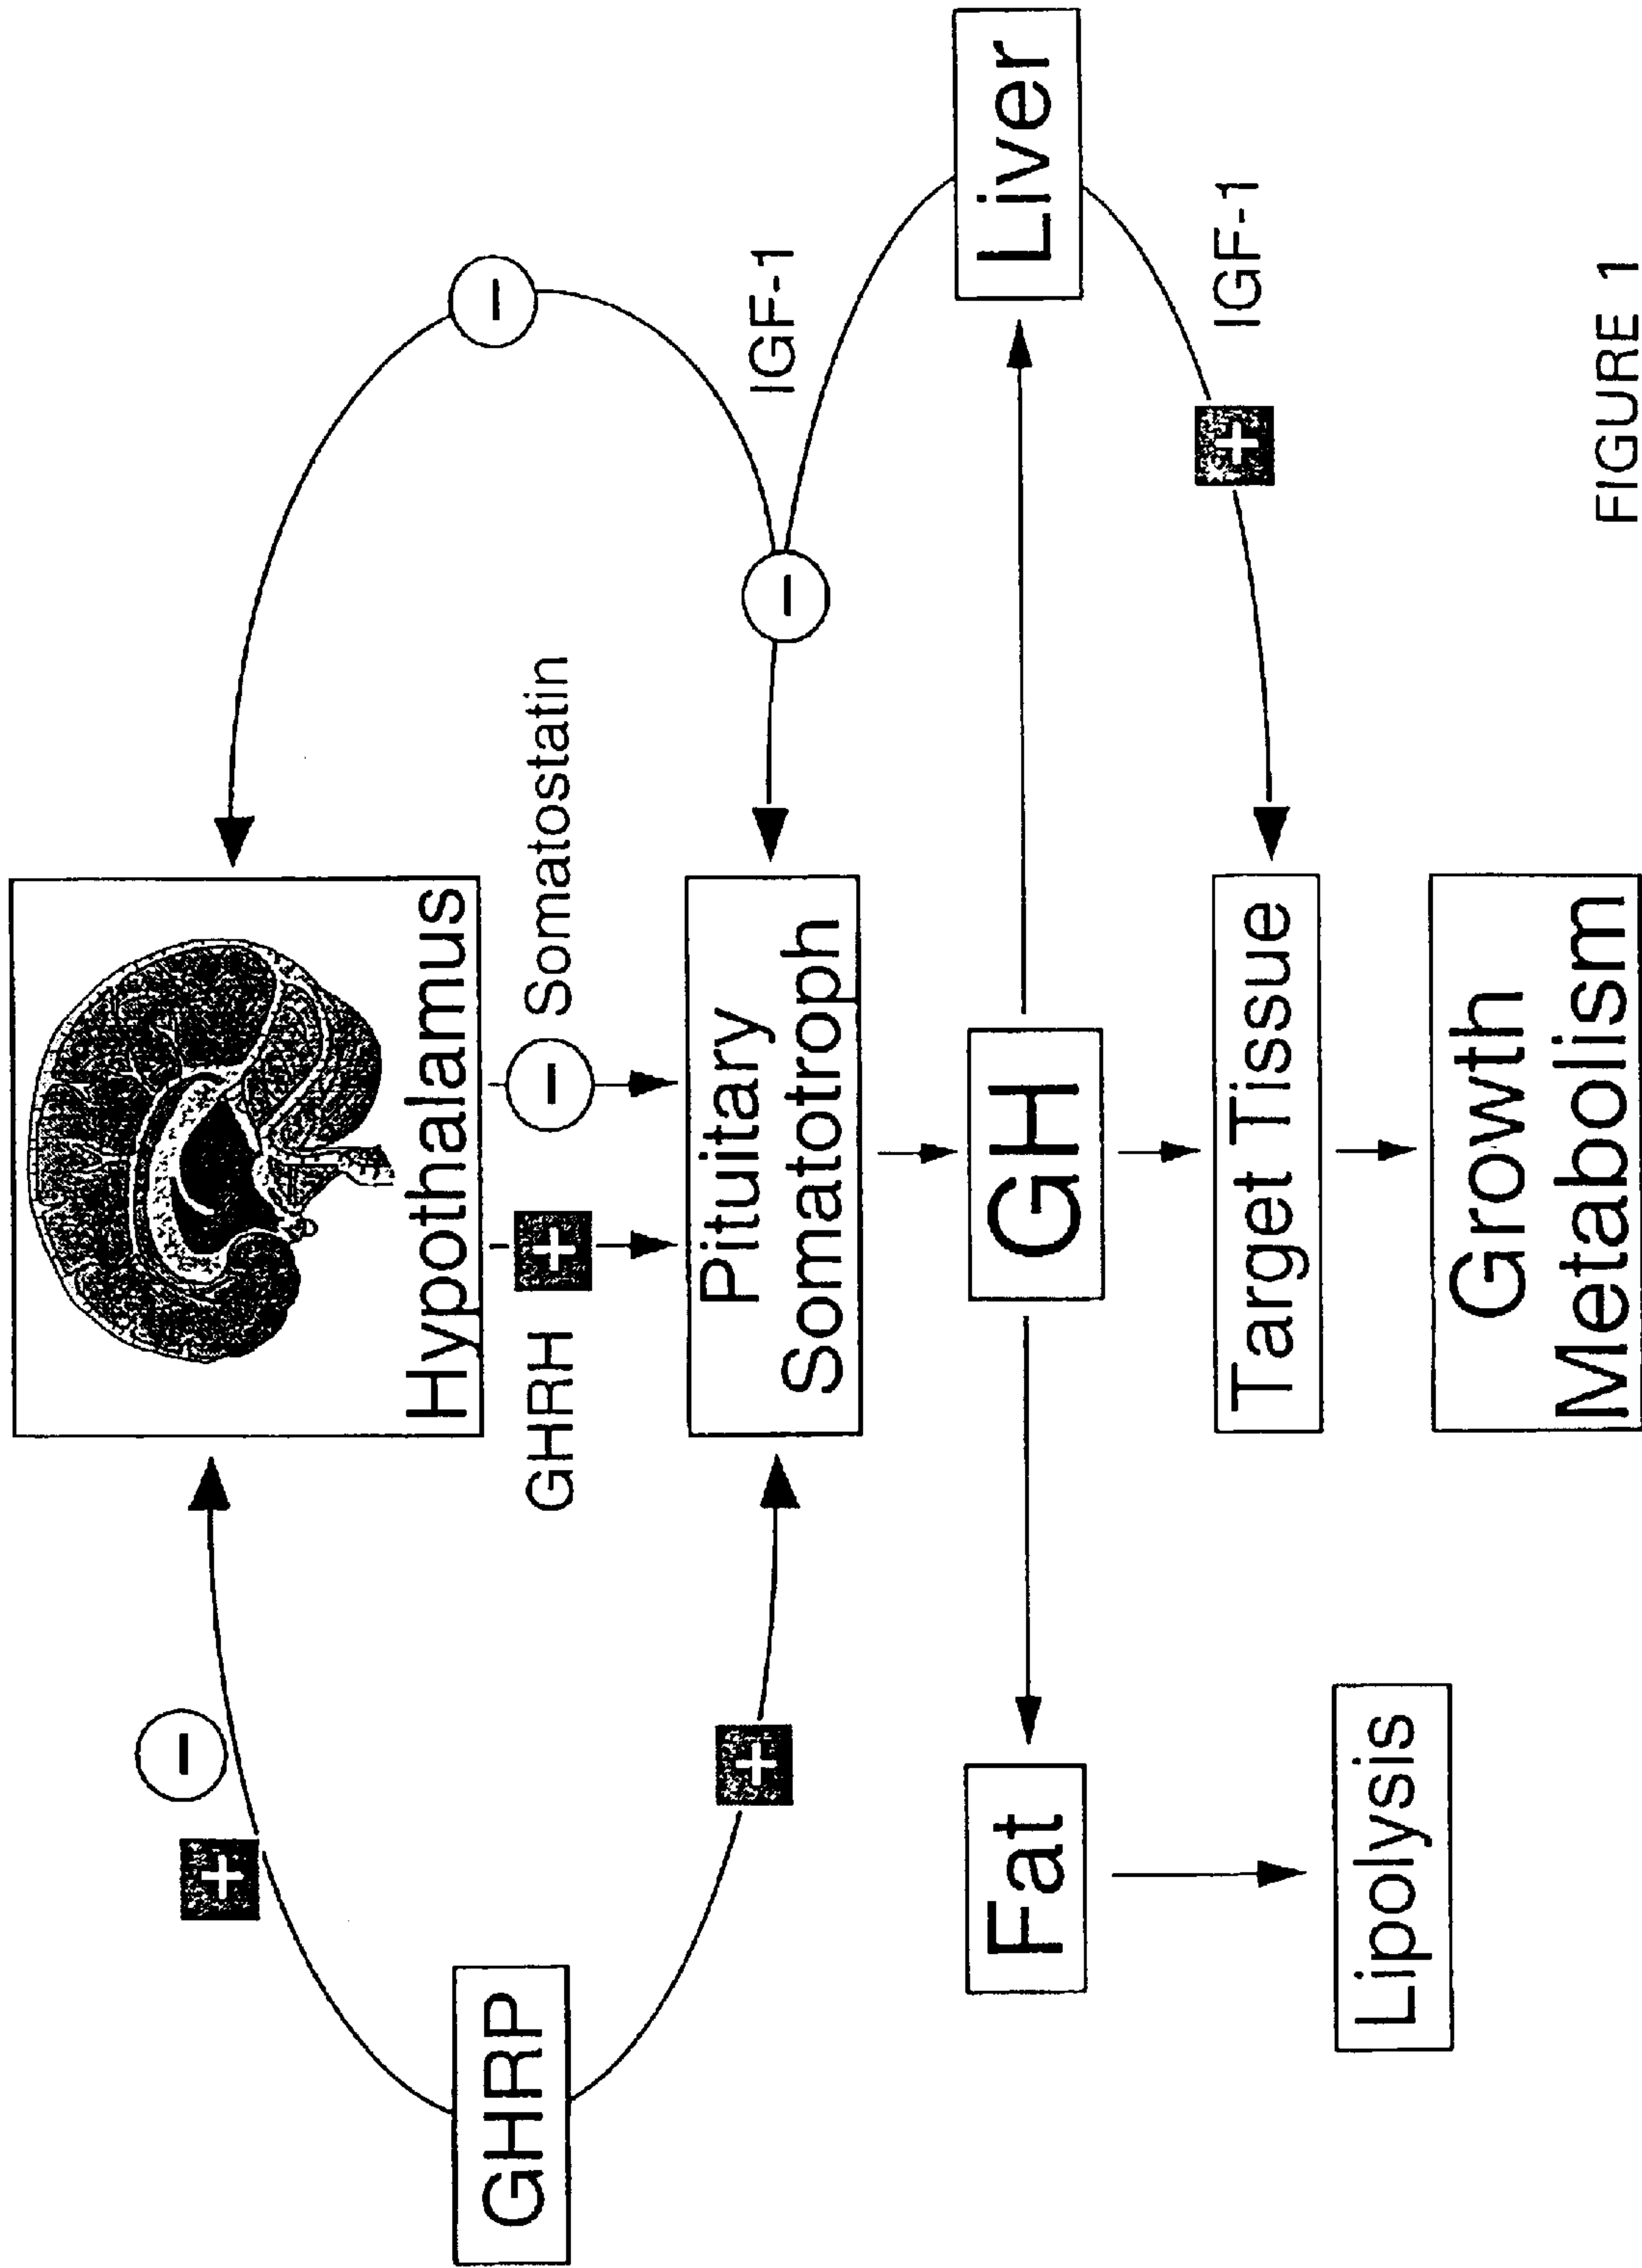 −
+
Hypothalamus
−
GHRP
GHRH + − Somatostatin
Pituitary
Somatotroph
+
−
IGF-1
Fat
GH
Liver
+
IGF-1
Target Tissue
Lipolysis
Growth
Metabolism
FIGURE 1